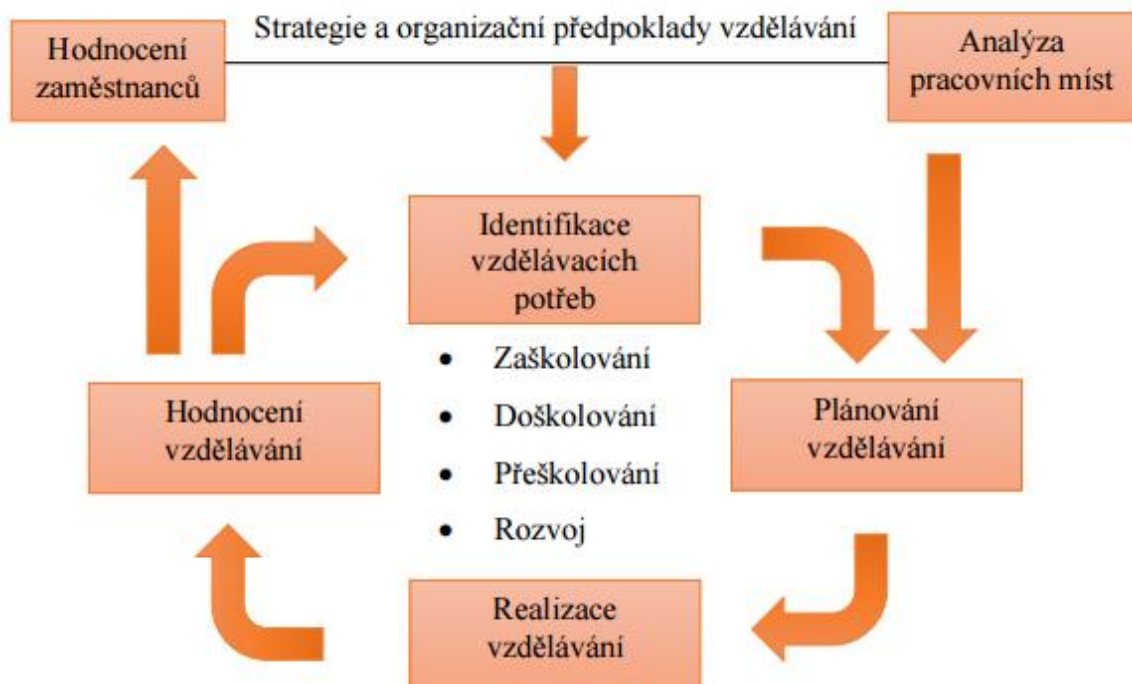 Strategie a organizační předpoklady vzdělávání
Hodnocení
zaměstnanců
Analýza
pracovních míst
Identifikace
vzdělávacích
potřeb
• Zaškolování
• Doškolování
• Přeškolování
• Rozvoj
Hodnocení
vzdělávání
Plánování
vzdělávání
Realizace
vzdělávání